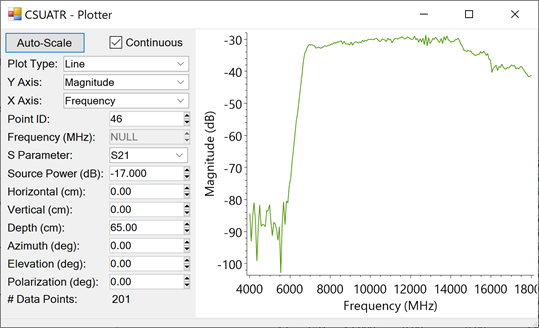 CSUATR - Plotter
Auto-Scale
Continuous
Plot Type: Line
Y Axis: Magnitude
X Axis: Frequency
Point ID: 46
Frequency (MHz): NULL
S Parameter: S21
Source Power (dB): -17.000
Horizontal (cm): 0.00
Vertical (cm): 0.00
Depth (cm): 65.00
Azimuth (deg): 0.00
Elevation (deg): 0.00
Polarization (deg): 0.00
# Data Points: 201
Magnitude (dB)
-30
-40
-50
-60
-70
-80
-90
-100
4000 6000 8000 10000 12000 14000 16000 18000
Frequency (MHz)